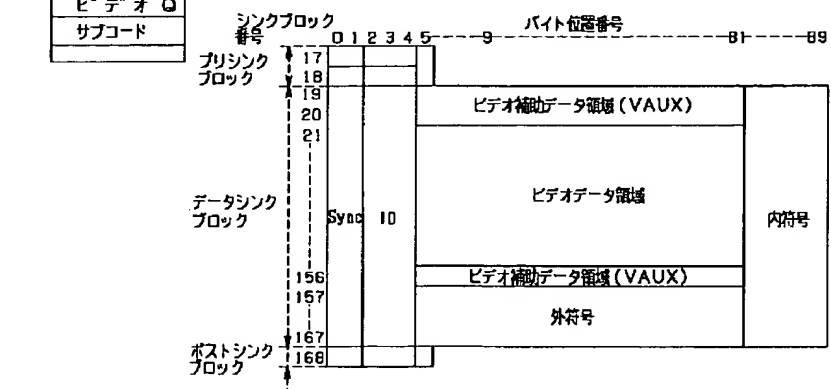 ビデオ
サブコード
シンクブロック
番号
バイト位置番号
0 1 2 3 4 5 9 81 89
プリシンク
ブロック
17
18
19
20
21
ビデオ補助データ領域(VAUX)
ビデオデータ領域
データシンク
ブロック
Sync ID
内符号
156
ビデオ補助データ領域(VAUX)
157
外符号
167
ポストシンク
ブロック
168